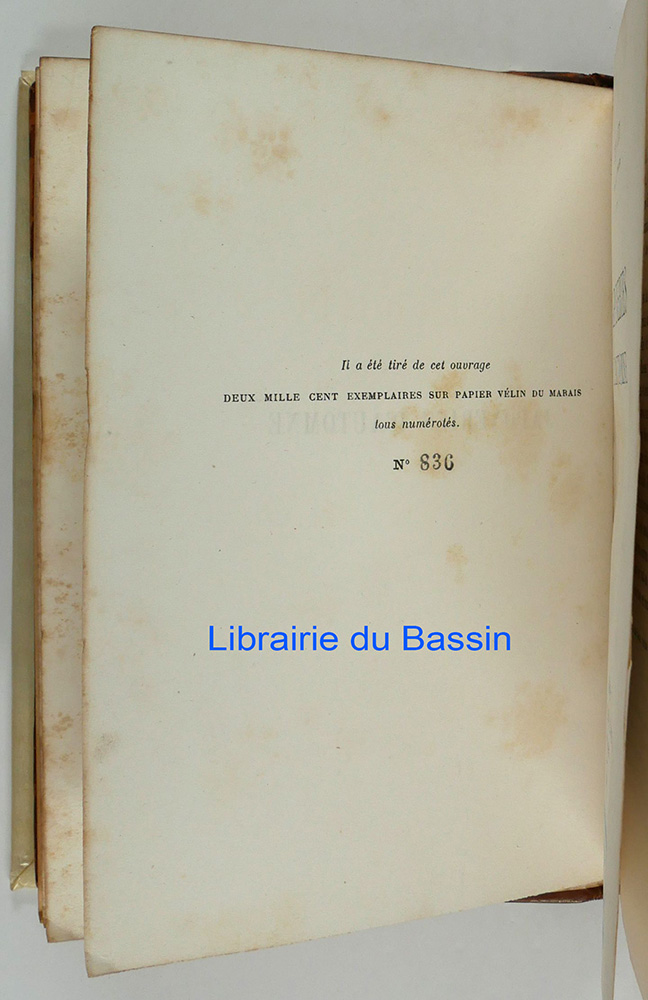 Il a été tiré de cet ouvrage
DEUX MILLE CENT EXEMPLAIRES SUR PAPIER VÉLIN DU MARAIS
tous numérotés.
N° 836
Librairie du Bassin